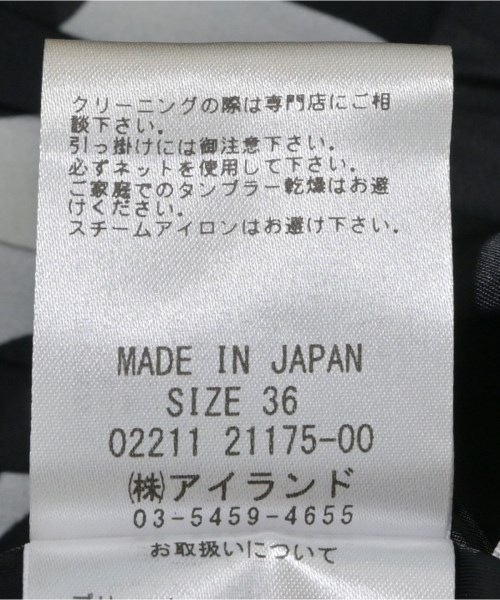 クリーニングの際は専門店にご相
談下さい。
引っ掛けには御注意下さい。
必ずネットを使用して下さい。
ご家庭でのタンブラー乾燥はお避
けください。
スチームアイロンはお避け下さい。
MADE IN JAPAN
SIZE 36
02211 21175-00
㈱アイランド
03-5459-4655
お取扱いについて